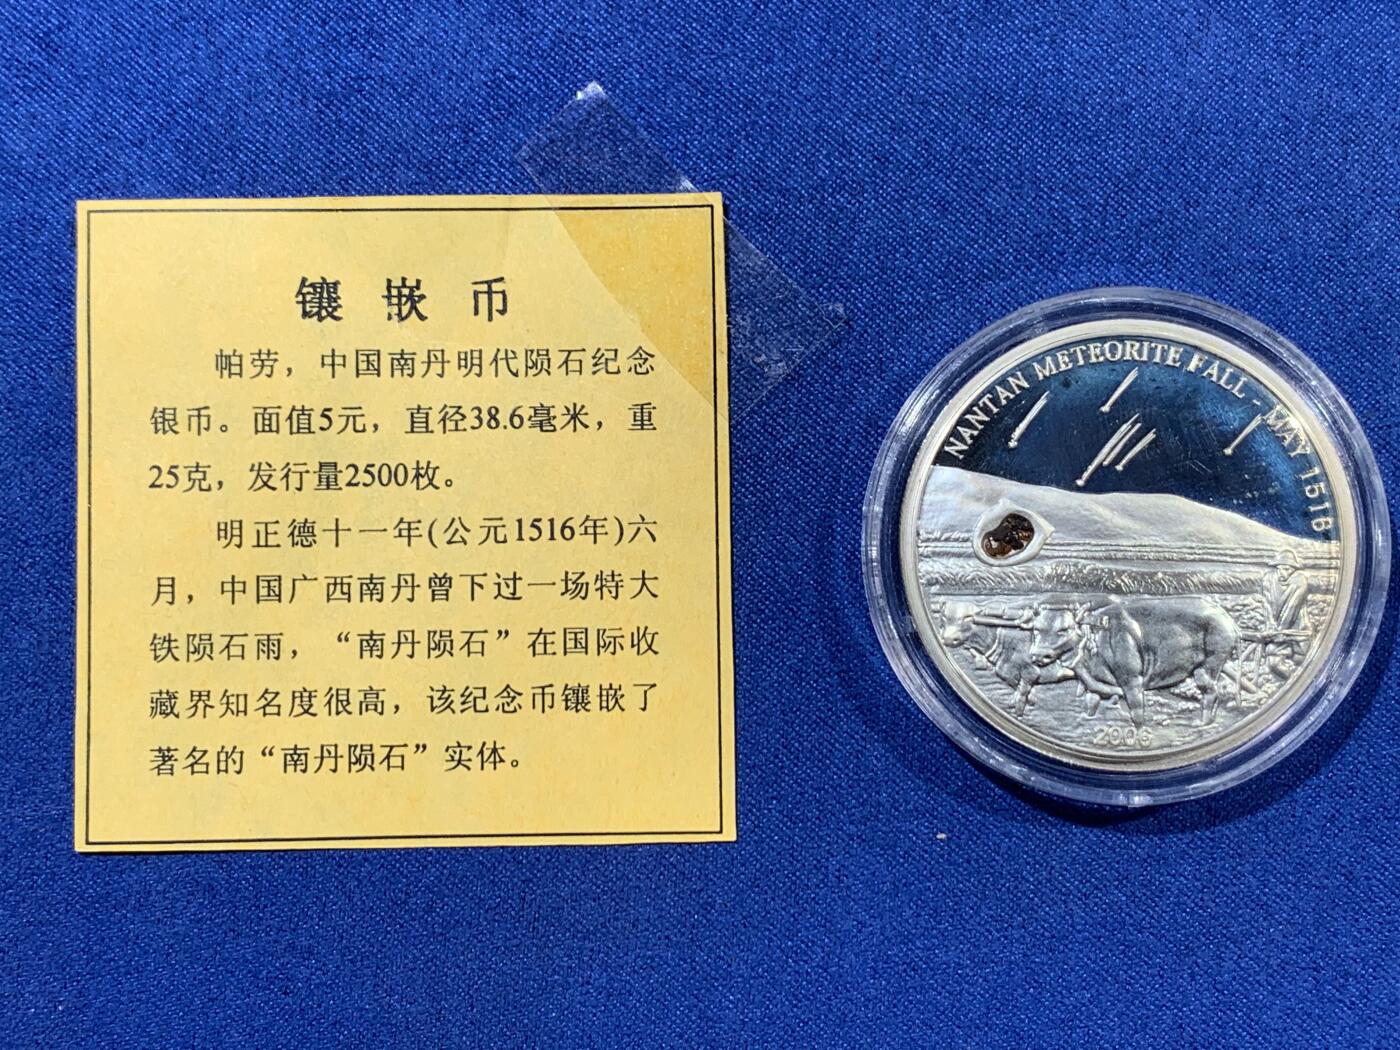 镶嵌币
帕劳，中国南丹明代陨石纪念
银币。面值5元，直径38.6毫米，重
25克，发行量2500枚。
明正德十一年(公元1516年)六
月，中国广西南丹曾下过一场特大
铁陨石雨，“南丹陨石”在国际收
藏界知名度很高，该纪念币镶嵌了
著名的“南丹陨石”实体。
NANTAN METEORITE FALL - MAY 1516
2006